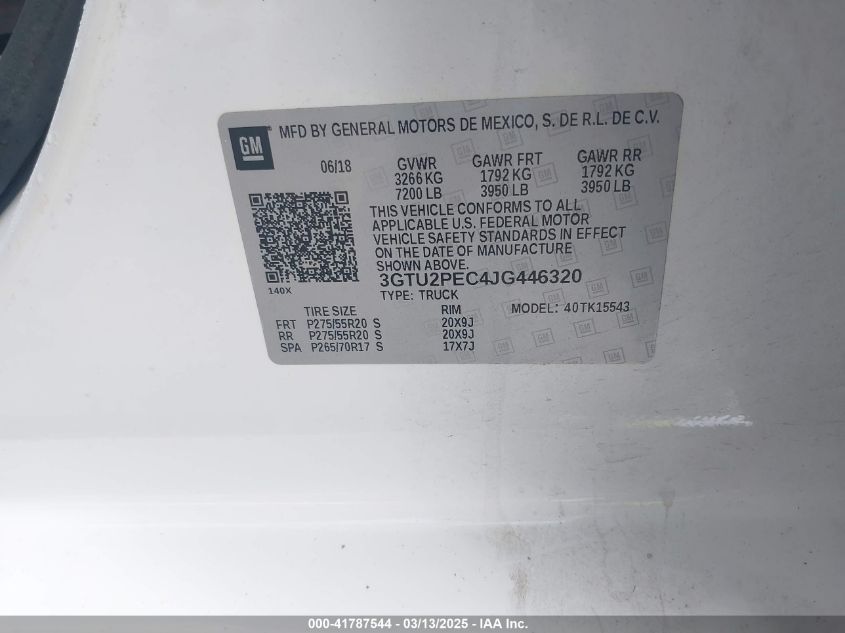 GM
MFD BY GENERAL MOTORS DE MEXICO, S. DE R.L. DE C.V.
06/18 GVWR GAWR FRT GAWR RR
3266 KG 1792 KG 1792 KG
7200 LB 3950 LB 3950 LB
THIS VEHICLE CONFORMS TO ALL
APPLICABLE U.S. FEDERAL MOTOR
VEHICLE SAFETY STANDARDS IN EFFECT
ON THE DATE OF MANUFACTURE
SHOWN ABOVE.
140X
3GTU2PEC4JG446320
TYPE: TRUCK MODEL: 40TK15543
TIRE SIZE RIM
FRT P275/55R20 S 20X9J
RR P275/55R20 S 20X9J
SPA P265/70R17 S 17X7J
000-41787544 - 03/13/2025 - IAA Inc.